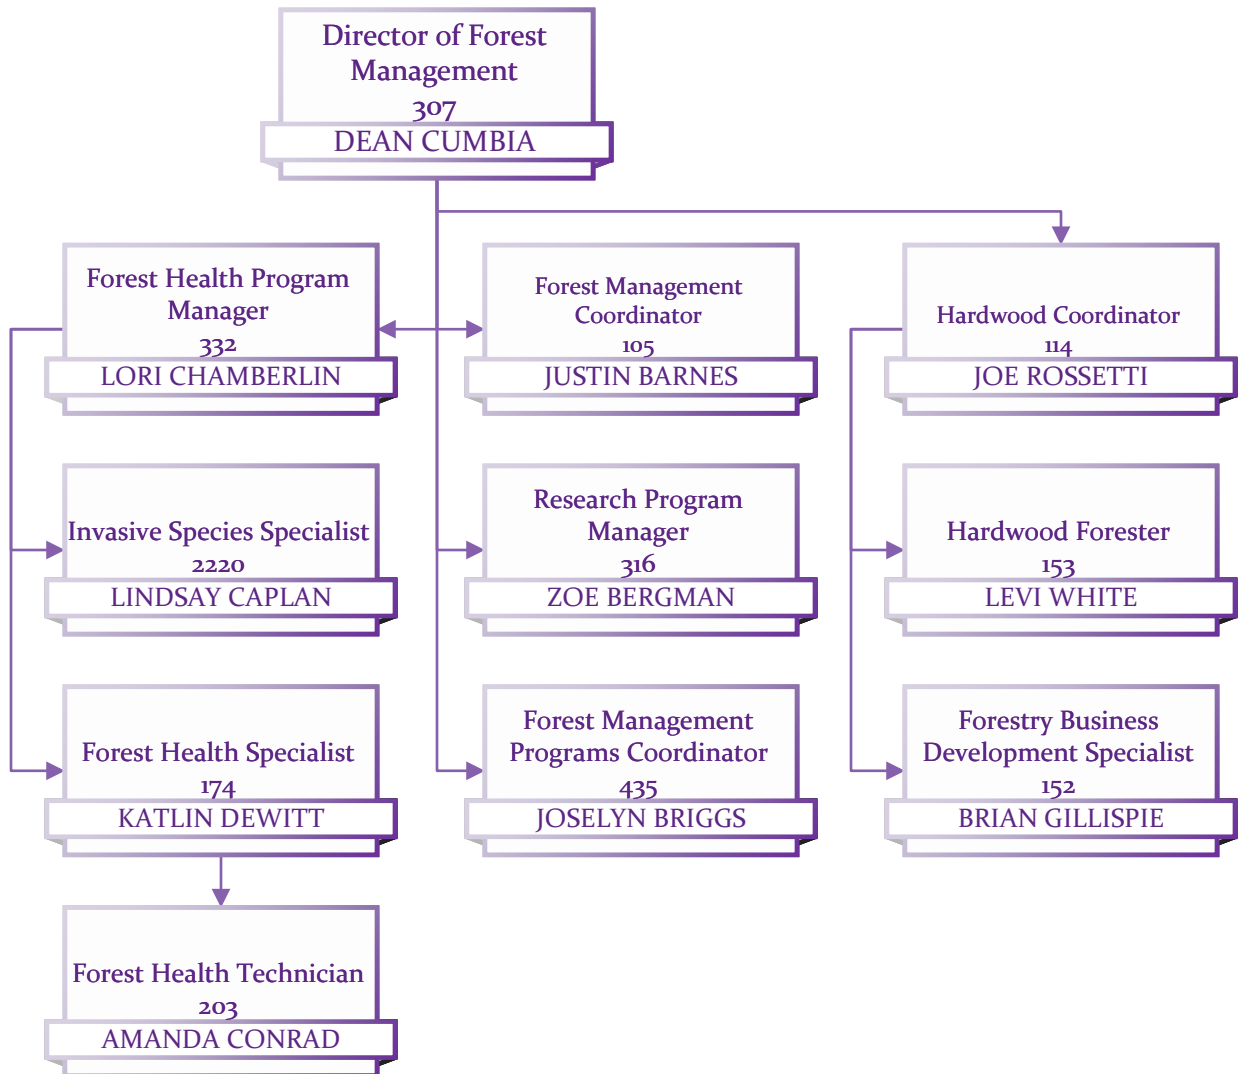 Director of Forest
Management
307
DEAN CUMBIA
Forest Health Program
Manager
332
LORI CHAMBERLIN
Forest Management
Coordinator
105
JUSTIN BARNES
Hardwood Coordinator
114
JOE ROSSETTI
Invasive Species Specialist
2220
LINDSAY CAPLAN
Research Program
Manager
316
ZOE BERGMAN
Hardwood Forester
153
LEVI WHITE
Forest Health Specialist
174
KATLIN DEWITT
Forest Management
Programs Coordinator
435
JOSELYN BRIGGS
Forestry Business
Development Specialist
152
BRIAN GILLISPIE
Forest Health Technician
203
AMANDA CONRAD